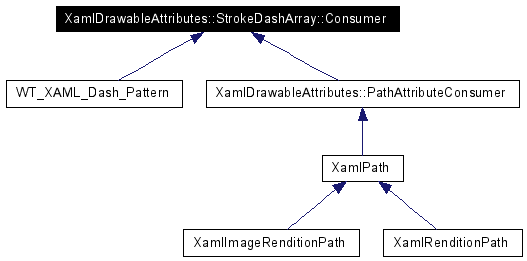 XamlDrawableAttributes::StrokeDashArray::Consumer
WT_XAML_Dash_Pattern
XamlDrawableAttributes::PathAttributeConsumer
XamlPath
XamlImageRenditionPath
XamlRenditionPath